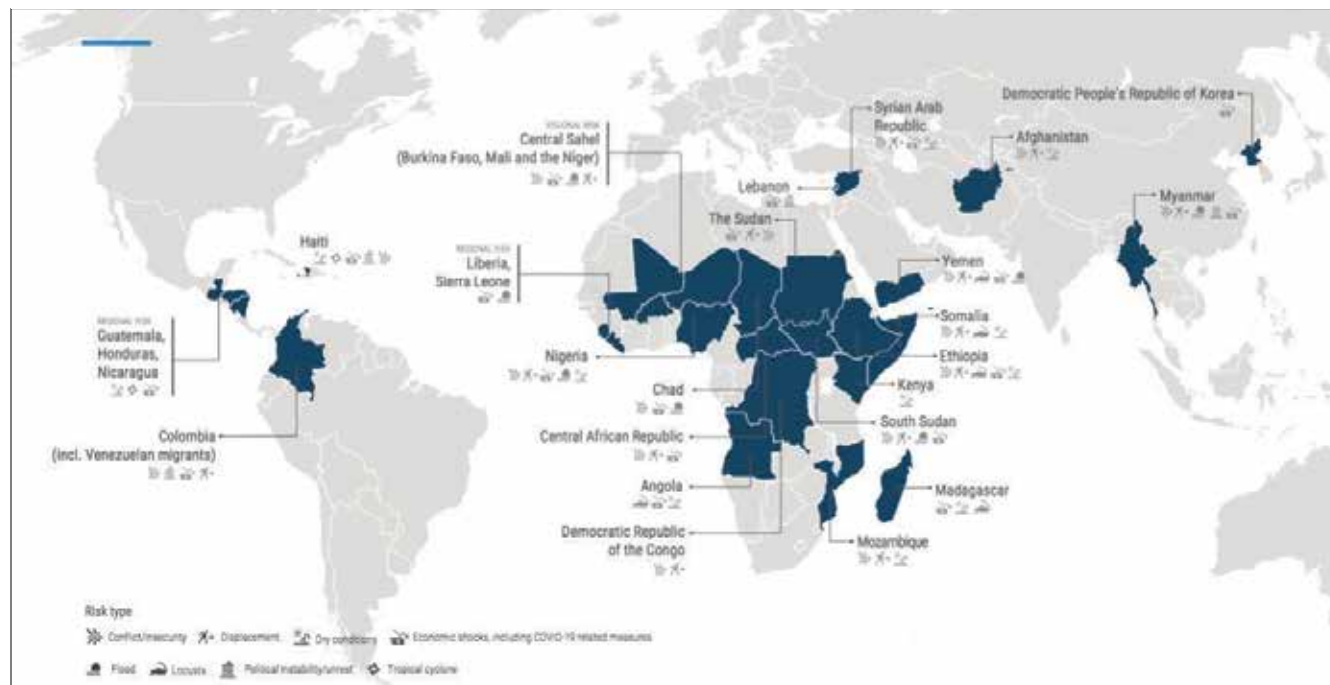 Democratic People's Republic of Korea
Syrian Arab
Republic
Afghanistan
REGIONAL RISK
Central Sahel
(Burkina Faso, Mali and the Niger)
Lebanon
Myanmar
The Sudan
Haiti
REGIONAL RISK
Liberia,
Sierra Leone
Yemen
Somalia
REGIONAL RISK
Guatemala,
Honduras,
Nicaragua
Nigeria
Ethiopia
Kenya
Chad
South Sudan
Colombia
(incl. Venezuelan migrants)
Central African Republic
Angola
Madagascar
Democratic Republic
of the Congo
Mozambique
Risk type
Conflict/insecurity Displacement Dry conditions Economic shocks, including COVID-19 related measures
Flood Locusts Political instability/unrest Tropical cyclone